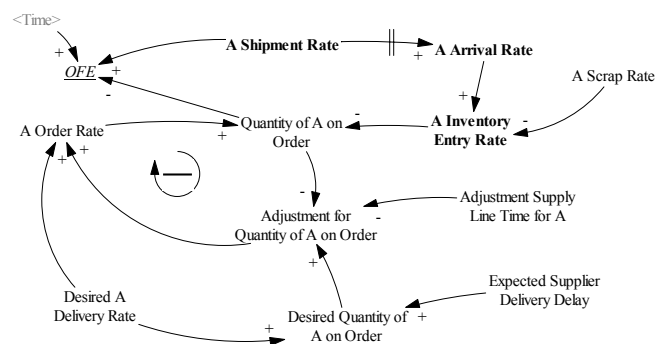 <Time>
+
OFE
+
-
A Shipment Rate
+
A Arrival Rate
+
A Scrap Rate
A Order Rate
+
+
+
Quantity of A on
Order
-
A Inventory
Entry Rate
-
-
Adjustment for
Quantity of A on Order
-
Adjustment Supply
Line Time for A
+
Desired A
Delivery Rate
+
Desired Quantity of
A on Order
+
Expected Supplier
Delivery Delay